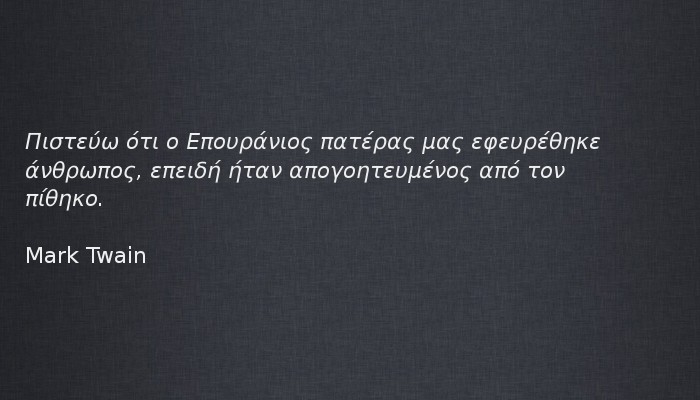 Πιστεύω ότι ο Επουράνιος πατέρας μας εφευρέθηκε
άνθρωπος, επειδή ήταν απογοητευμένος από τον
πίθηκο.
Mark Twain